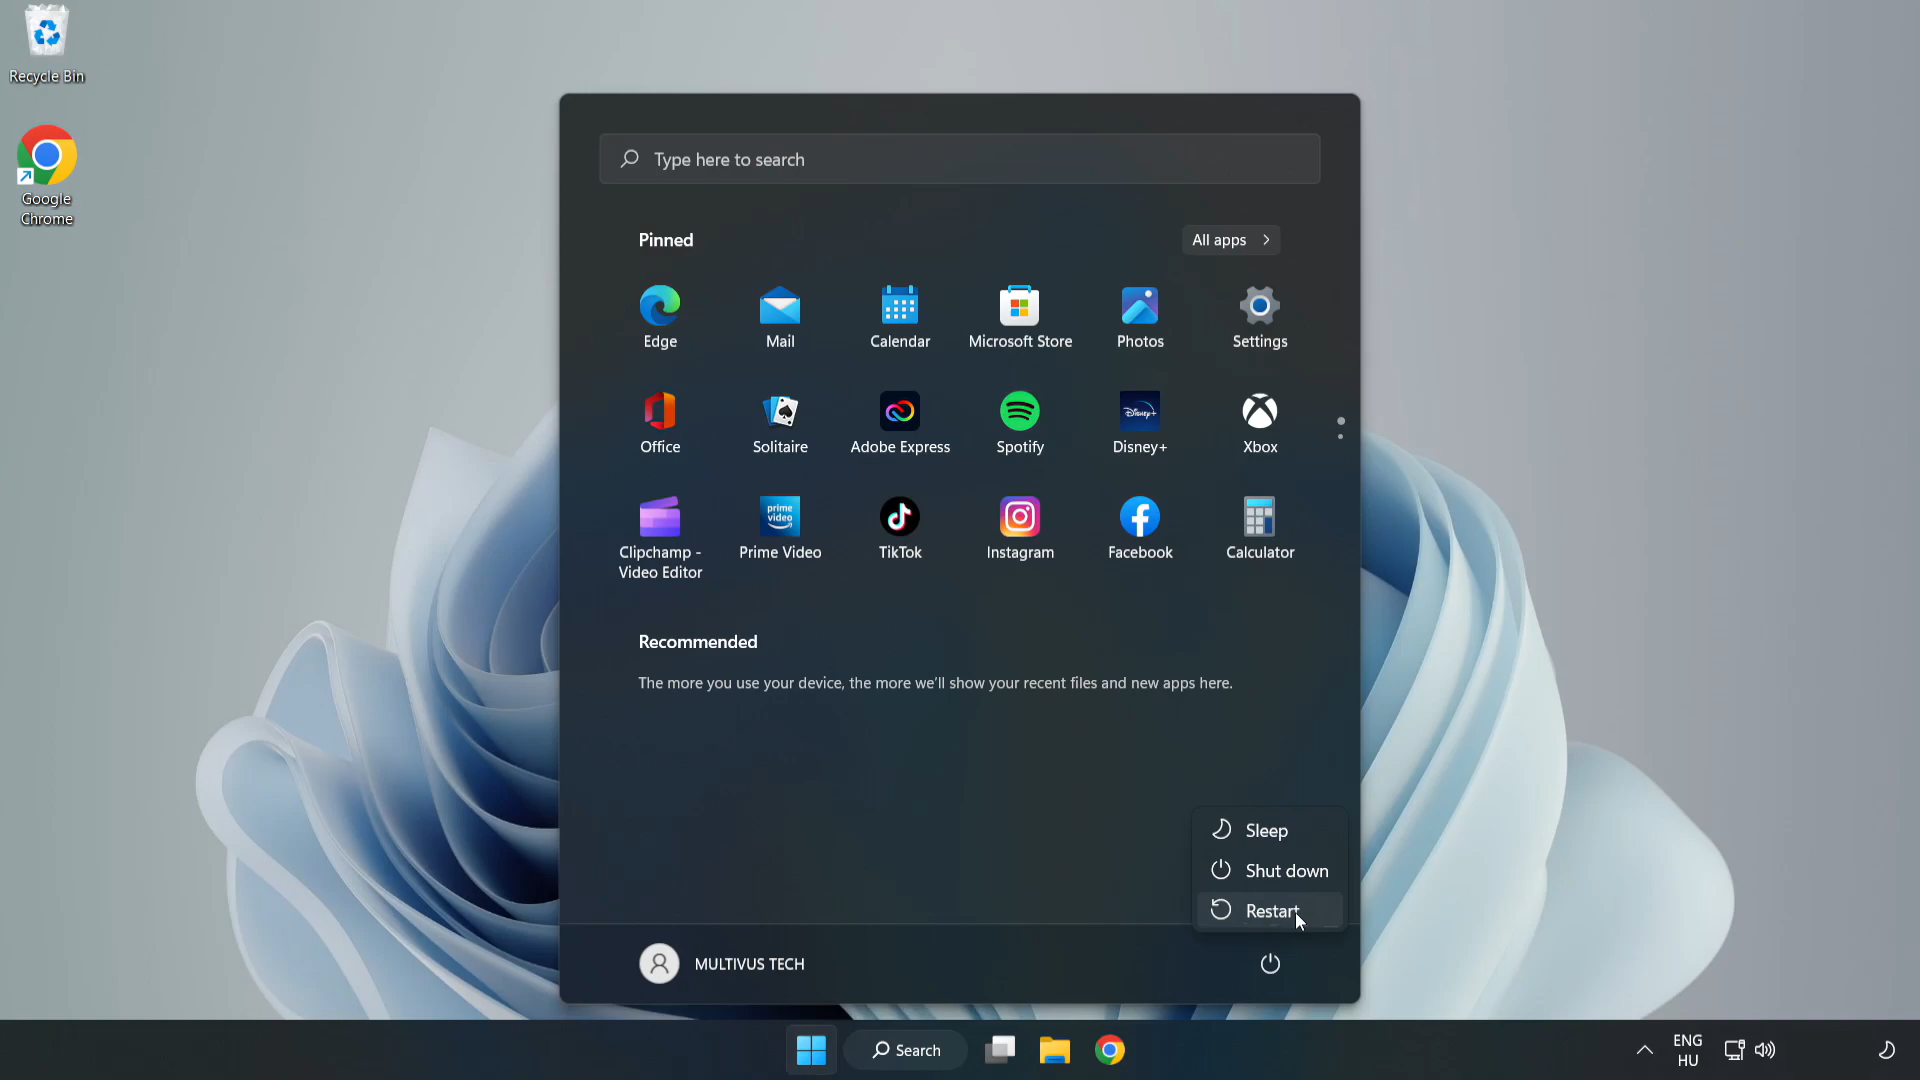 Recycle Bin
Google
Chrome
Type here to search
Pinned
All apps
Edge
Mail
Calendar
Microsoft Store
Photos
Settings
Office
Solitaire
Adobe Express
Spotify
Disney+
Disney+
Xbox
prime
video
Clipchamp -
Video Editor
Prime Video
TikTok
Instagram
Facebook
Calculator
Recommended
The more you use your device, the more we'll show your recent files and new apps here.
Sleep
Shut down
Restart
MULTIVUS TECH
Search
ENG
HU